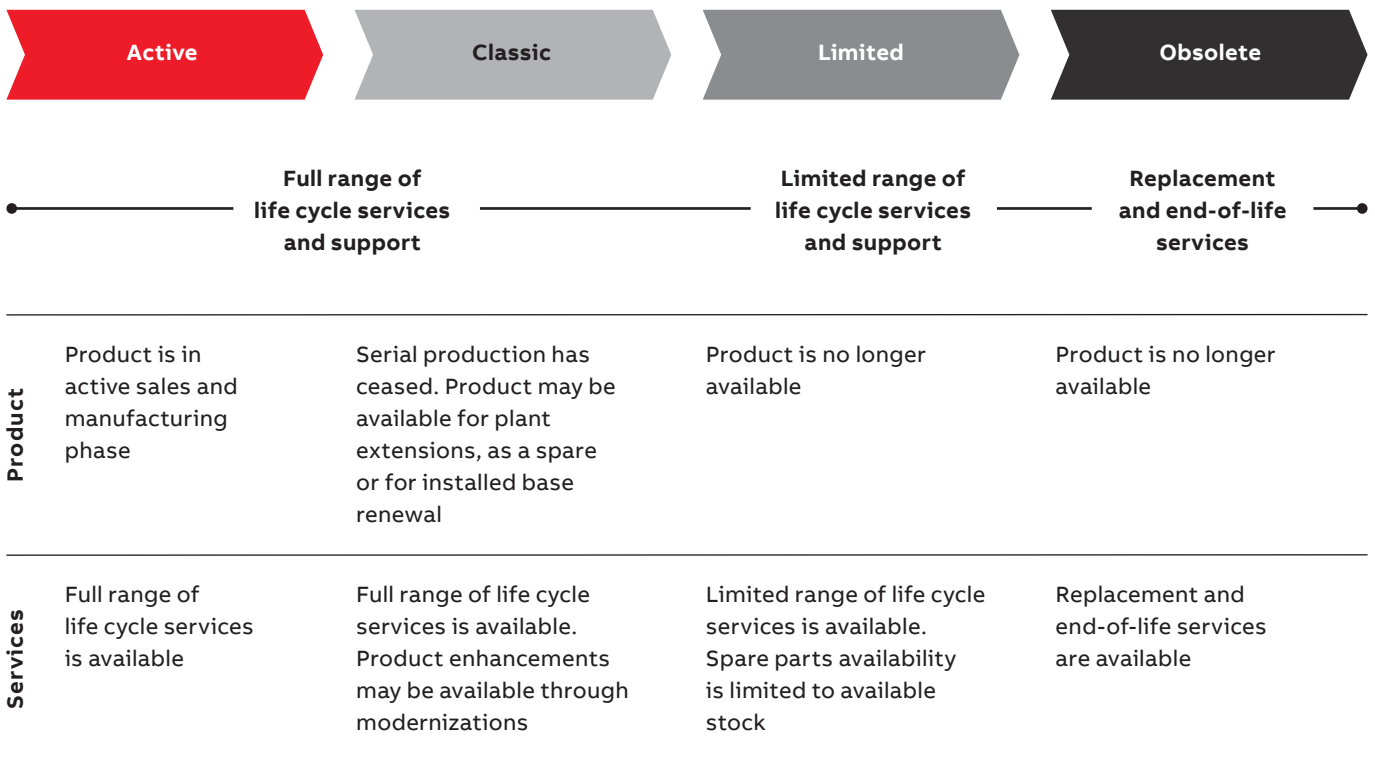 Active
Classic
Limited
Obsolete
Full range of
life cycle services
and support
Limited range of
life cycle services
and support
Replacement
and end-of-life
services
Product
Product is in
active sales and
manufacturing
phase
Serial production has
ceased. Product may be
available for plant
extensions, as a spare
or for installed base
renewal
Product is no longer
available
Product is no longer
available
Services
Full range of
life cycle services
is available
Full range of life cycle
services is available.
Product enhancements
may be available through
modernizations
Limited range of life cycle
services is available.
Spare parts availability
is limited to available
stock
Replacement and
end-of-life services
are available